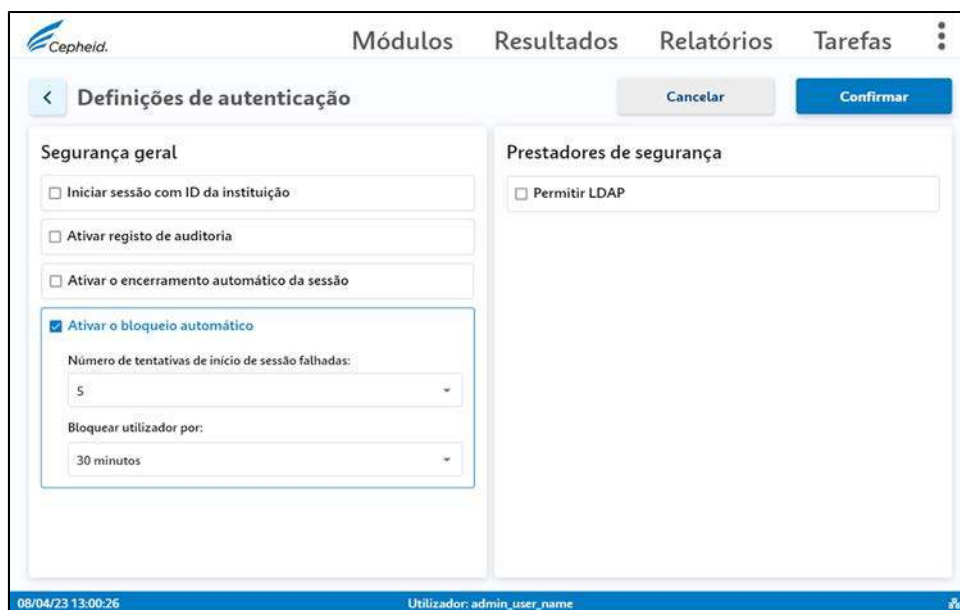 Cepheid.
Módulos Resultados Relatórios Tarefas
Definições de autenticação
Cancelar
Confirmar
Segurança geral
Iniciar sessão com ID da instituição
Ativar registo de auditoria
Ativar o encerramento automático da sessão
Ativar o bloqueio automático
Número de tentativas de início de sessão falhadas:
5
Bloquear utilizador por:
30 minutos
Prestadores de segurança
Permitir LDAP
08/04/23 13:00:26
Utilizador: admin_user_name